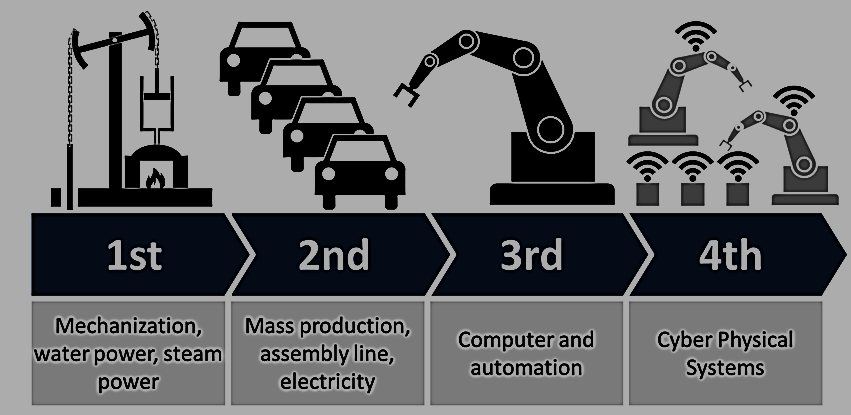 1st
2nd
3rd
4th
Mechanization,
water power, steam
power
Mass production,
assembly line,
electricity
Computer and
automation
Cyber Physical
Systems